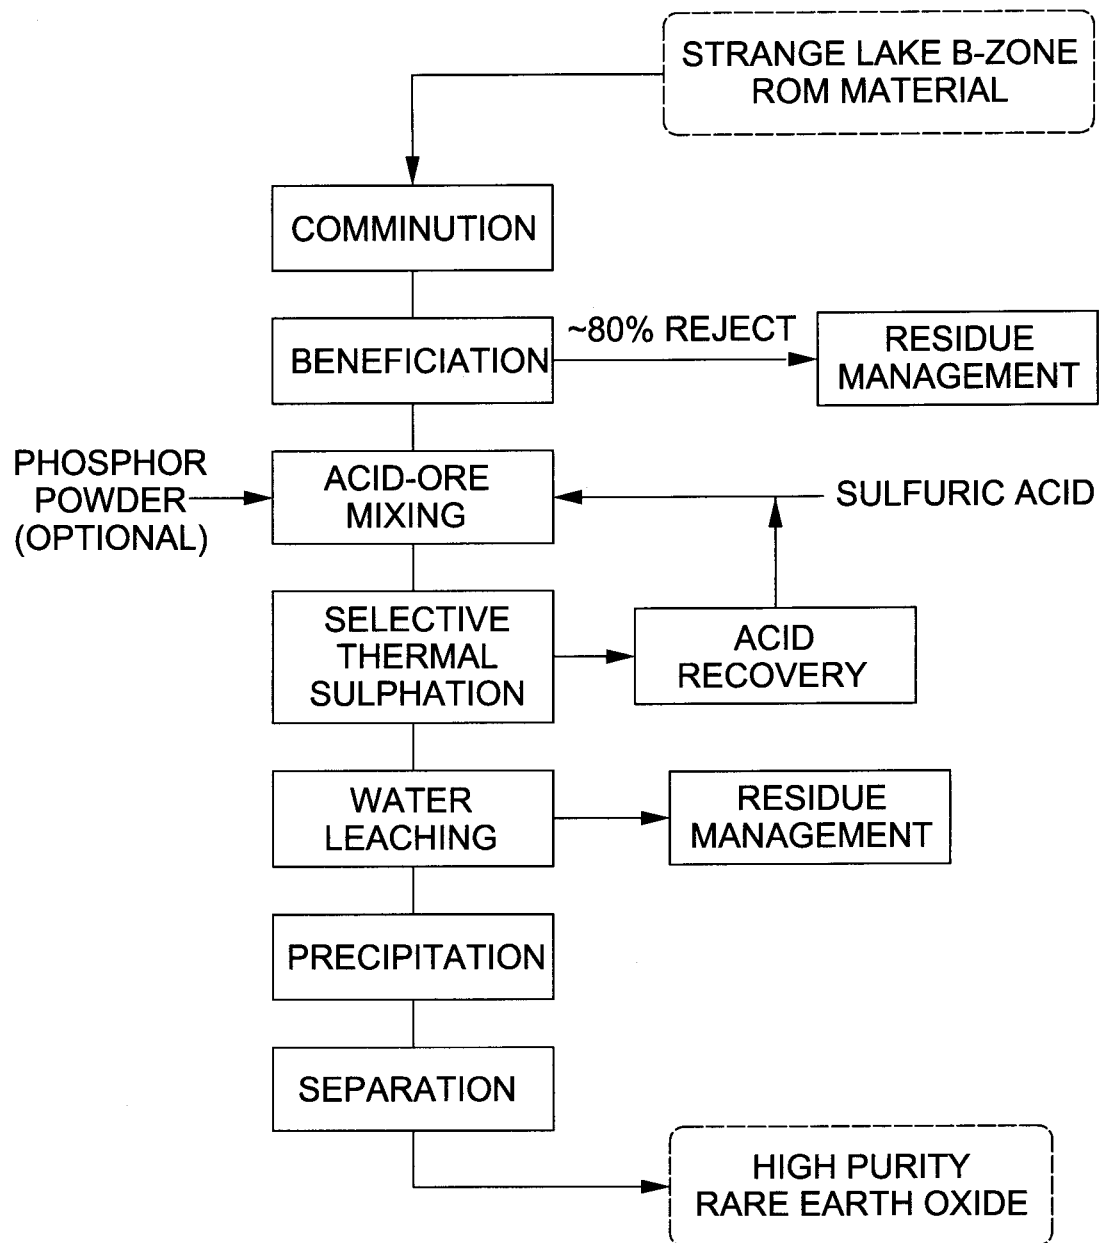 STRANGE LAKE B-ZONE
ROM MATERIAL
COMMINUTION
BENEFICIATION
~80% REJECT
RESIDUE
MANAGEMENT
PHOSPHOR
POWDER
(OPTIONAL)
ACID-ORE
MIXING
SULFURIC ACID
SELECTIVE
THERMAL
SULPHATION
ACID
RECOVERY
WATER
LEACHING
RESIDUE
MANAGEMENT
PRECIPITATION
SEPARATION
HIGH PURITY
RARE EARTH OXIDE